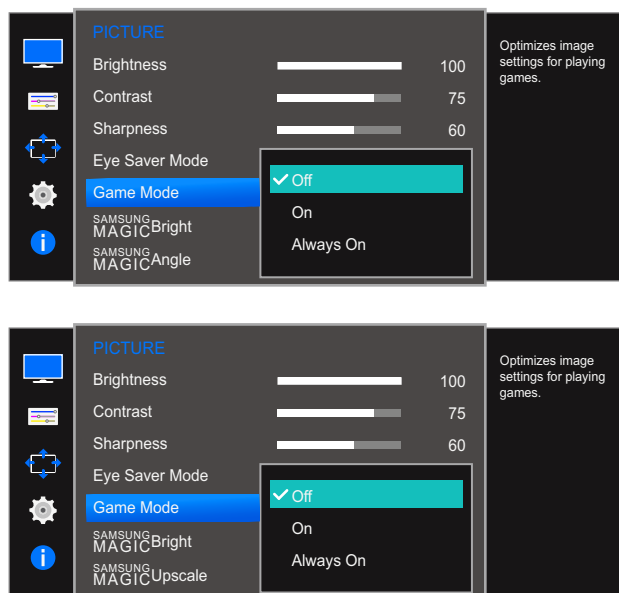 PICTURE
Brightness 100
Contrast 75
Sharpness 60
Eye Saver Mode
Game Mode
SAMSUNG
MAGICBright
SAMSUNG
MAGICAngle
Off
On
Always On
Optimizes image
settings for playing
games.
PICTURE
Brightness 100
Contrast 75
Sharpness 60
Eye Saver Mode
Game Mode
SAMSUNG
MAGICBright
SAMSUNG
MAGICUpscale
Off
On
Always On
Optimizes image
settings for playing
games.